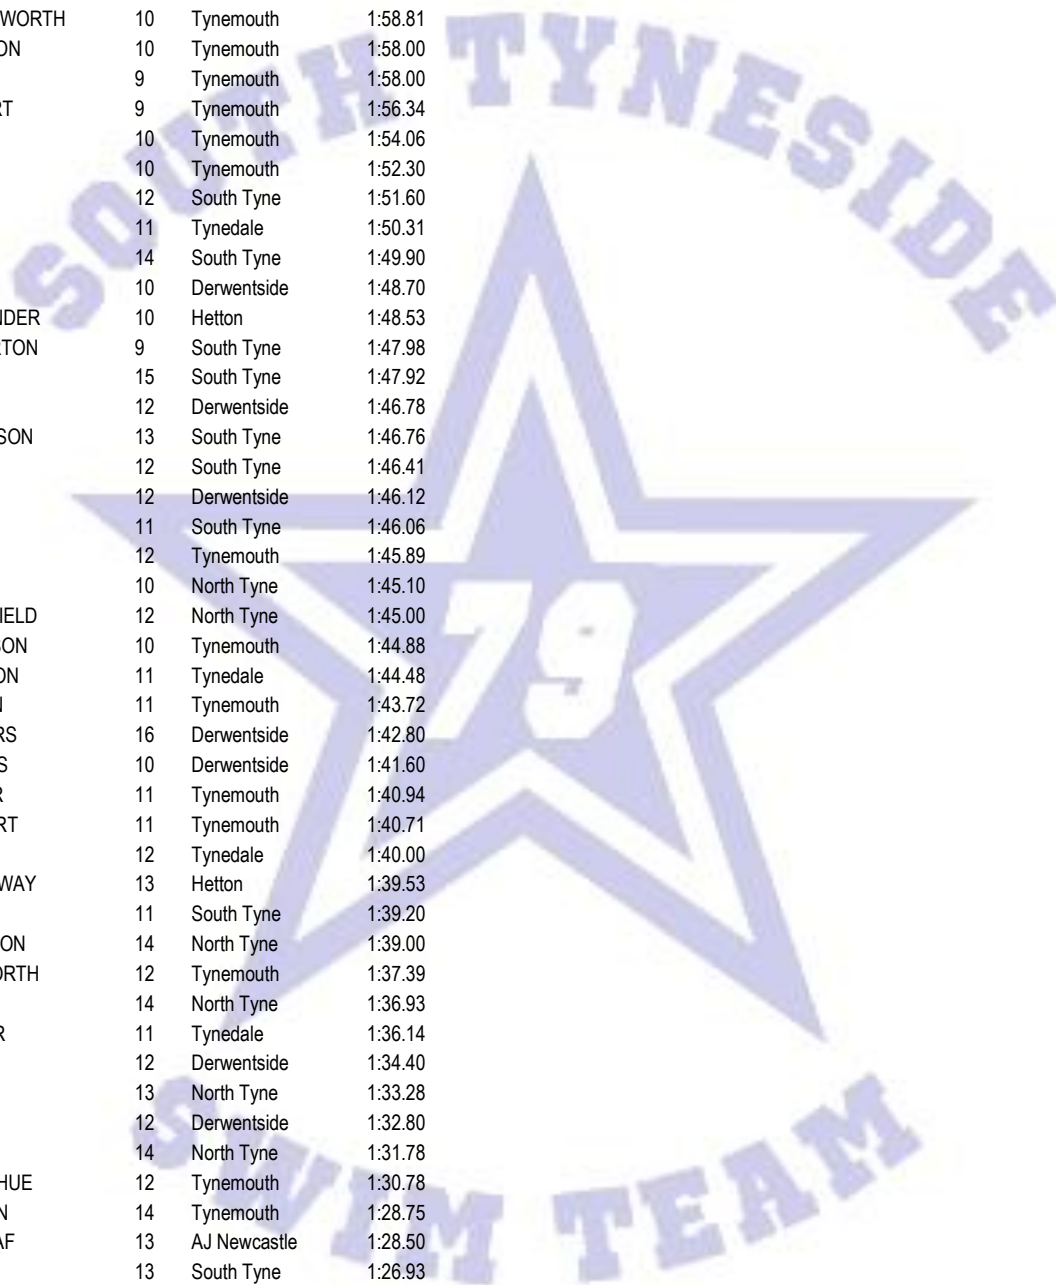 WORTH 10 Tynemouth 1:58.81
ON 10 Tynemouth 1:58.00
9 Tynemouth 1:58.00
RT 9 Tynemouth 1:56.34
10 Tynemouth 1:54.06
10 Tynemouth 1:52.30
12 South Tyne 1:51.60
11 Tynedale 1:50.31
14 South Tyne 1:49.90
10 Derwentside 1:48.70
NDER 10 Hetton 1:48.53
RTON 9 South Tyne 1:47.98
15 South Tyne 1:47.92
12 Derwentside 1:46.78
SON 13 South Tyne 1:46.76
12 South Tyne 1:46.41
12 Derwentside 1:46.12
11 South Tyne 1:46.06
12 Tynemouth 1:45.89
10 North Tyne 1:45.10
IELD 12 North Tyne 1:45.00
SON 10 Tynemouth 1:44.88
ON 11 Tynedale 1:44.48
N 11 Tynemouth 1:43.72
RS 16 Derwentside 1:42.80
S 10 Derwentside 1:41.60
R 11 Tynemouth 1:40.94
RT 11 Tynemouth 1:40.71
12 Tynedale 1:40.00
WAY 13 Hetton 1:39.53
11 South Tyne 1:39.20
ON 14 North Tyne 1:39.00
ORTH 12 Tynemouth 1:37.39
14 North Tyne 1:36.93
R 11 Tynedale 1:36.14
12 Derwentside 1:34.40
13 North Tyne 1:33.28
12 Derwentside 1:32.80
14 North Tyne 1:31.78
HUE 12 Tynemouth 1:30.78
N 14 Tynemouth 1:28.75
AF 13 AJ Newcastle 1:28.50
13 South Tyne 1:26.93
SOUTH TYNESIDE
79
SWIM TEAM